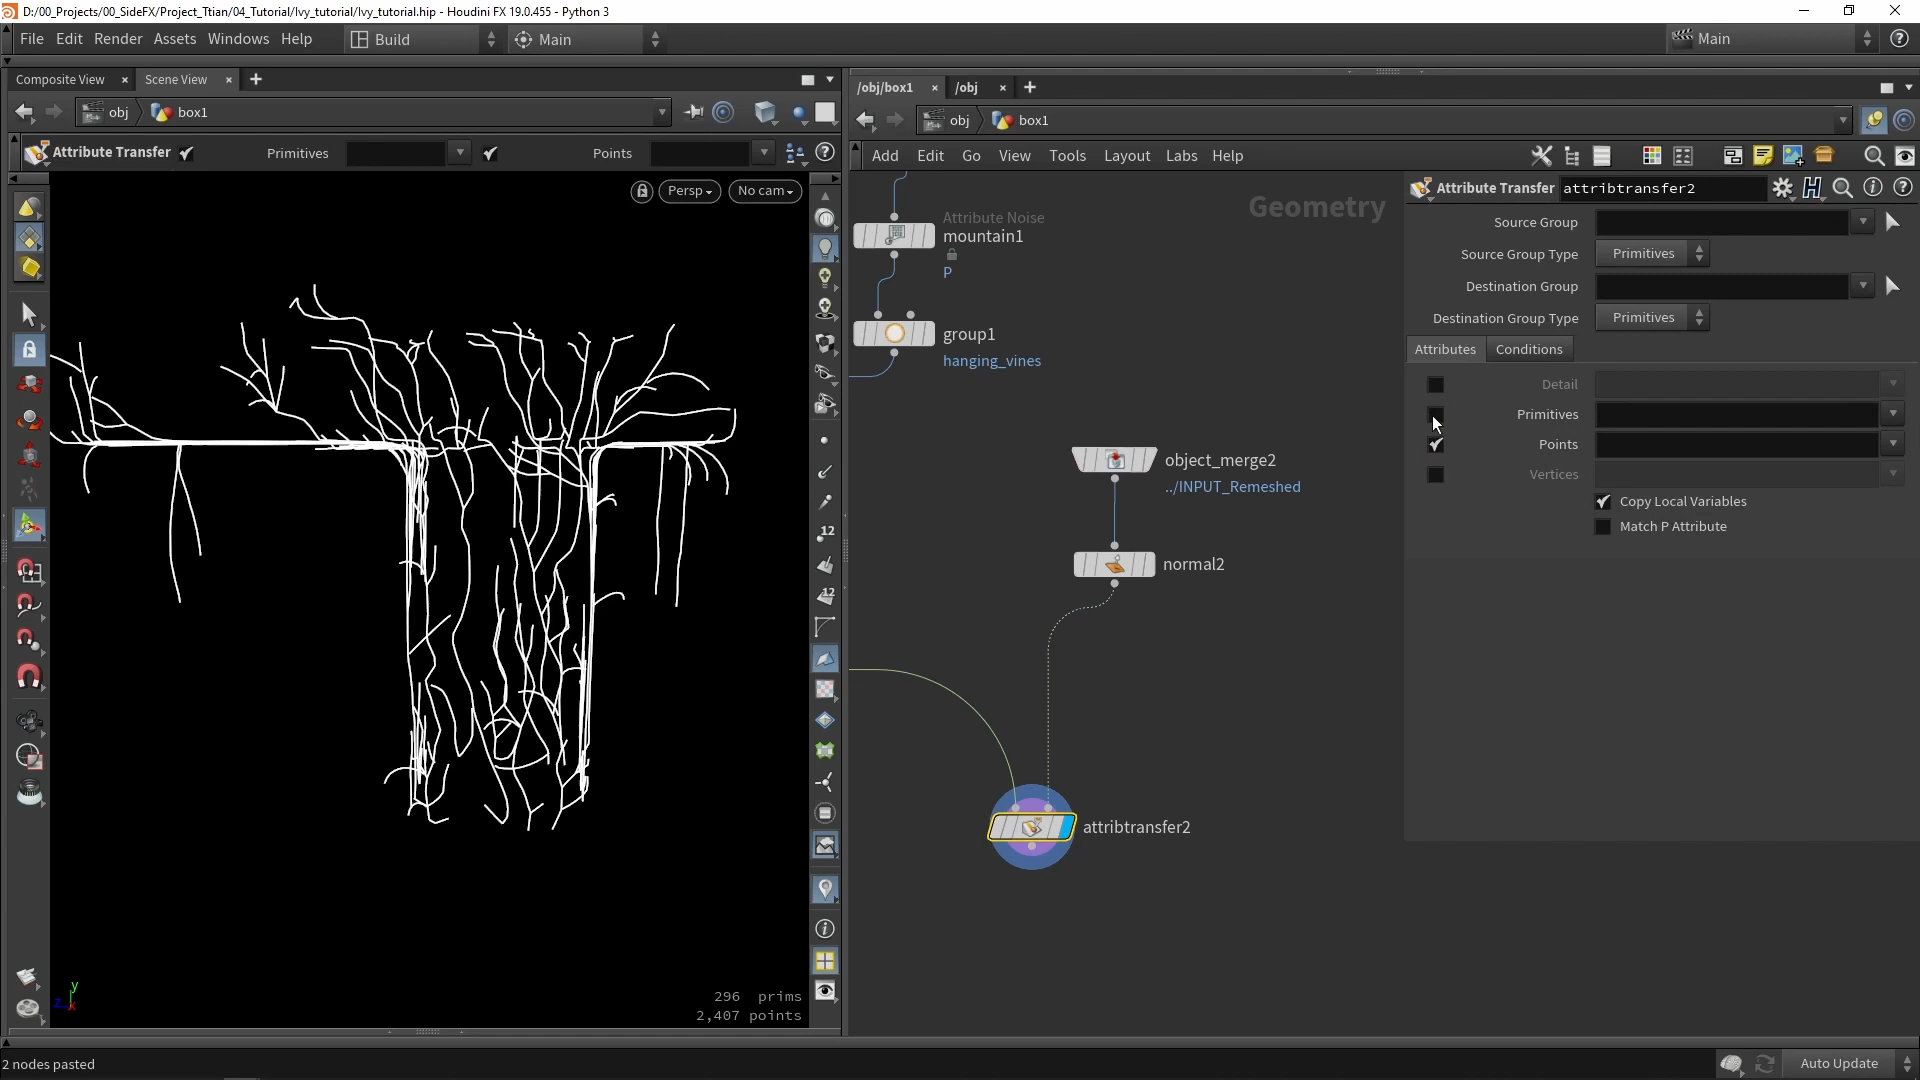 D:/00_Projects/00_SideFX/Project_Ttian/04_Tutorial/Ivy_tutorial/Ivy_tutorial.hip - Houdini FX 19.0.455 - Python 3
File Edit Render Assets Windows Help
Build
Main
Main
Composite View
Scene View
obj
box1
Attribute Transfer
Primitives
Points
Persp
No cam
12
12
y
z
x
296 prims
2,407 points
/obj/box1
/obj
obj
box1
Add Edit Go View Tools Layout Labs Help
Geometry
Attribute Noise
mountain1
P
group1
hanging_vines
object_merge2
../INPUT_Remeshed
normal2
attribtransfer2
Attribute Transfer
attribtransfer2
Source Group
Source Group Type
Primitives
Destination Group
Destination Group Type
Primitives
Attributes
Conditions
Detail
Primitives
Points
Vertices
Copy Local Variables
Match P Attribute
2 nodes pasted
Auto Update